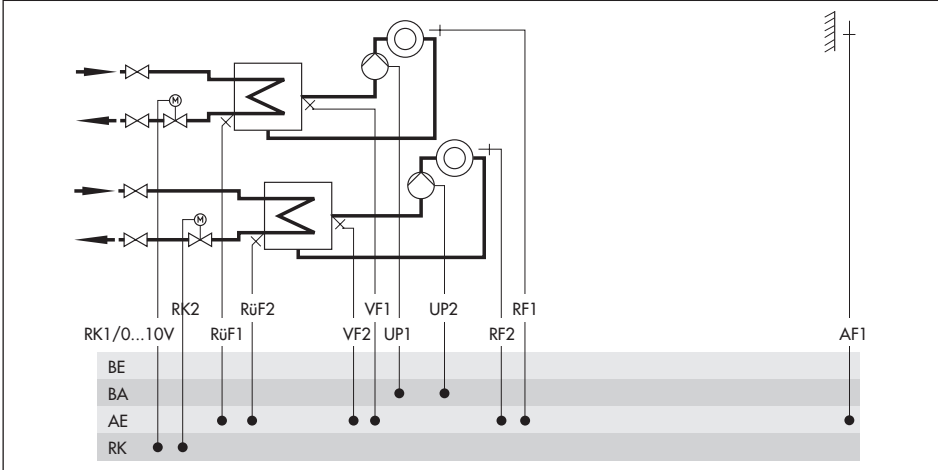 M
M
RK2 RüF2 VF1 UP2 RF1
RK1/0...10V RüF1 VF2 UP1 RF2 AF1
BE
BA
AE
RK